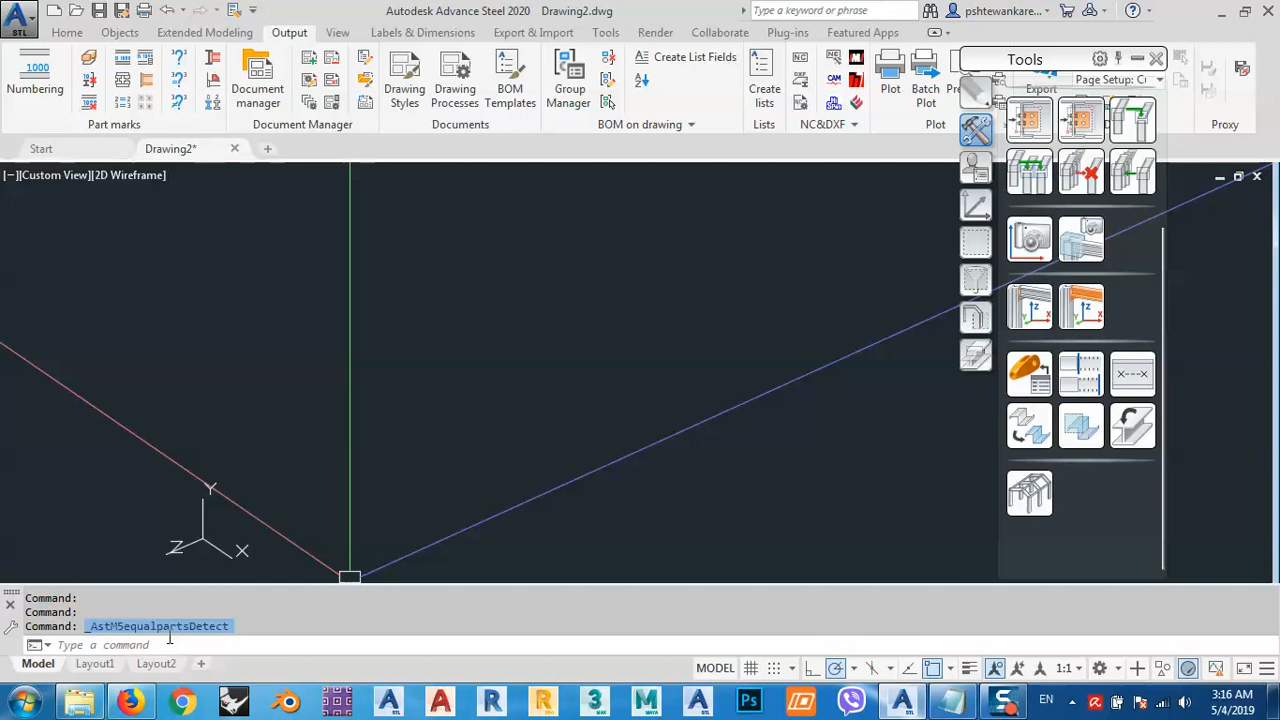 STL
Autodesk Advance Steel 2020 Drawing2.dwg
Type a keyword or phrase
pshtewankare...
Home Objects Extended Modeling Output View Labels & Dimensions Export & Import Tools Render Collaborate Plug-ins Featured Apps
1000
Numbering
Part marks
Document manager
Document Manager
Drawing Styles
Drawing Processes
BOM Templates
Documents
Group Manager
Create List Fields
BOM on drawing
Create lists
Lists
NC&DXF
Plot
Batch Plot
Plot
Tools
Page Setup:
Export
Proxy
Start Drawing2* +
[−][Custom View][2D Wireframe]
Y
Z
X
Command:
Command:
Command: _AstM5equalpartsDetect
Type a command
Model Layout1 Layout2 +
MODEL
1:1
EN
3:16 AM
5/4/2019